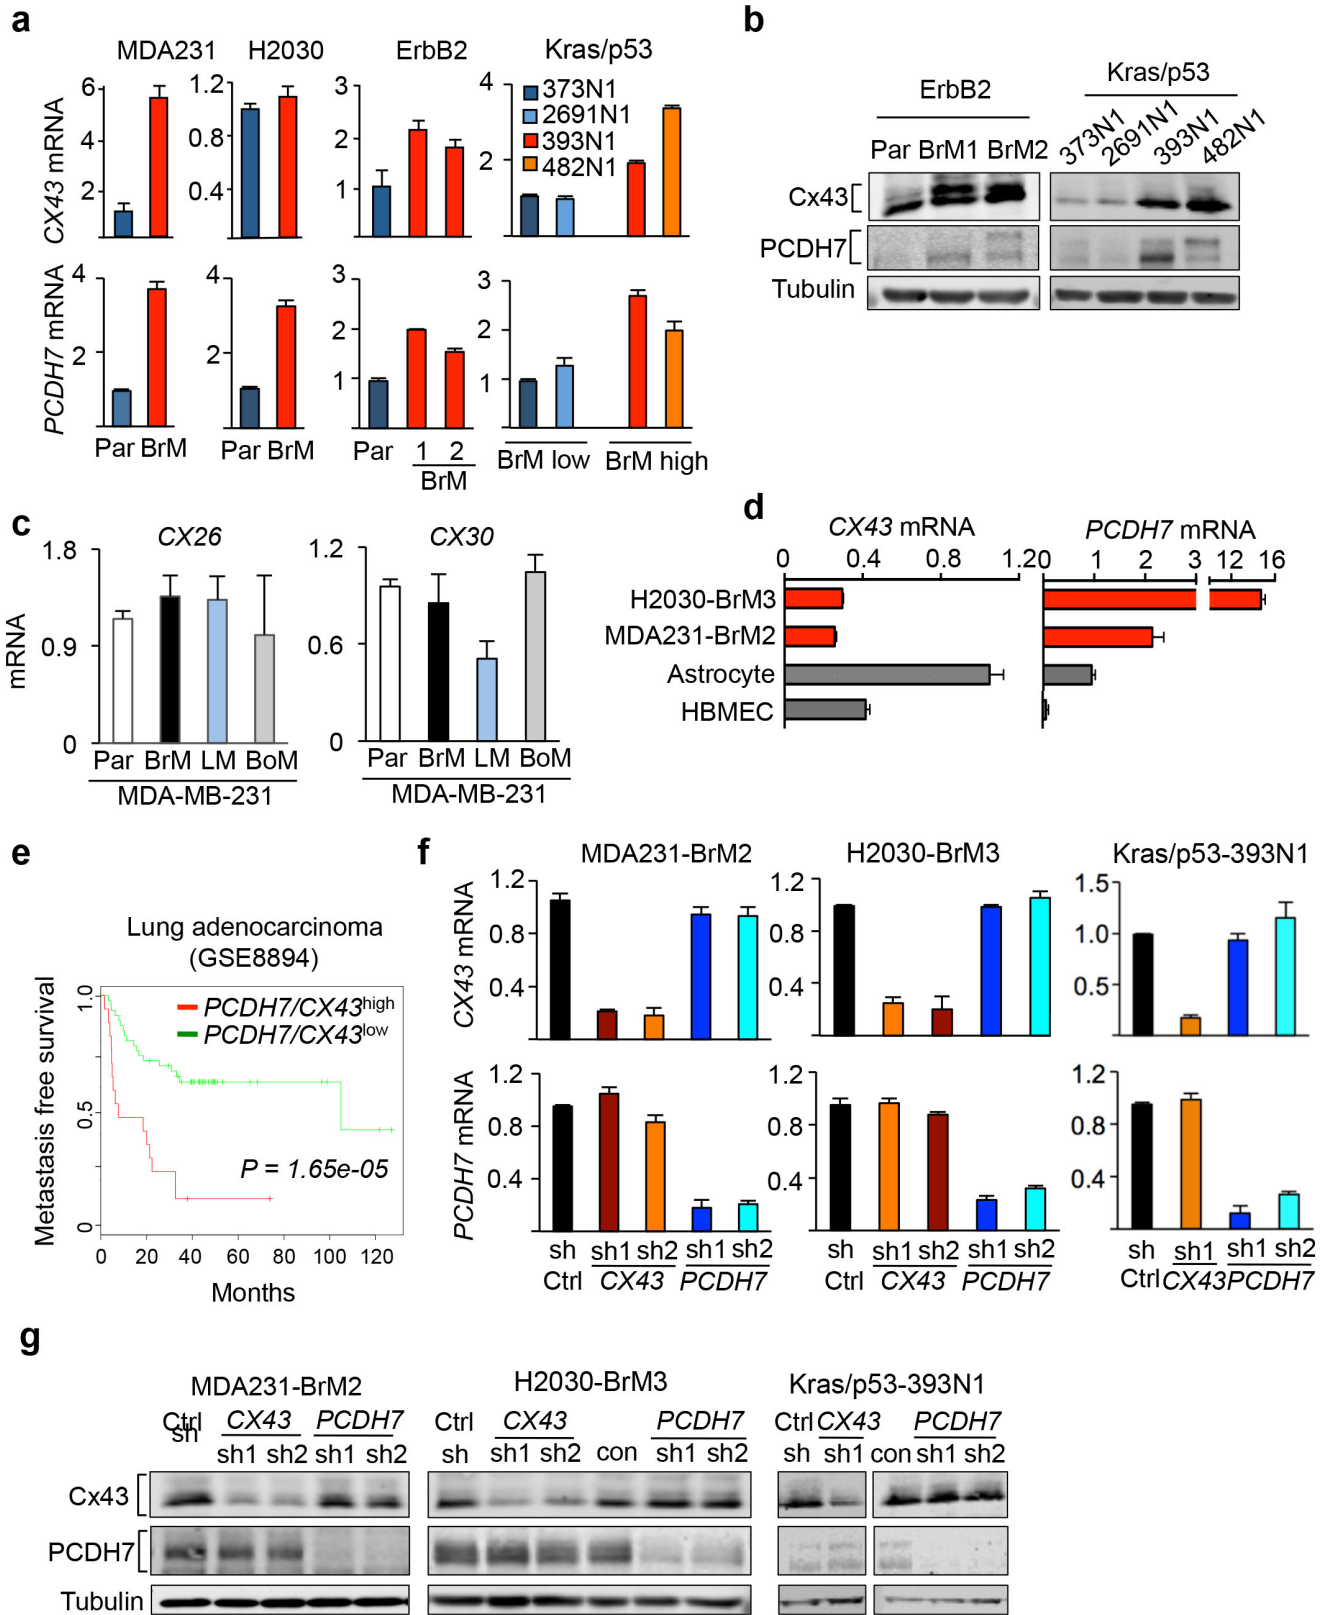 a
MDA231 H2030 ErbB2 Kras/p53
CX43 mRNA
6
4
2
1.2
0.8
0.4
3
2
1
4
2
373N1
2691N1
393N1
482N1
PCDH7 mRNA
4
2
4
2
3
2
1
3
2
1
Par BrM Par BrM Par 1 2 BrM low BrM high
BrM
b
ErbB2 Kras/p53
Par BrM1 BrM2 373N1 2691N1 393N1 482N1
Cx43
PCDH7
Tubulin
c
CX26 CX30
mRNA
1.8
0.9
0
1.2
0.6
0
Par BrM LM BoM Par BrM LM BoM
MDA-MB-231 MDA-MB-231
d
CX43 mRNA PCDH7 mRNA
0 0.4 0.8 1.2 0 1 2 3 12 16
H2030-BrM3
MDA231-BrM2
Astrocyte
HBMEC
e
Lung adenocarcinoma
(GSE8894)
PCDH7/CX43high
PCDH7/CX43low
Metastasis free survival
1.0
0.5
0
P = 1.65e-05
0 20 40 60 80 100 120
Months
f
MDA231-BrM2 H2030-BrM3 Kras/p53-393N1
CX43 mRNA
1.2
0.8
0.4
1.2
0.8
0.4
1.5
1.0
0.5
PCDH7 mRNA
1.2
0.8
0.4
1.2
0.8
0.4
1.2
0.8
0.4
sh sh1 sh2 sh1 sh2 sh sh1 sh2 sh1 sh2 sh sh1 sh1 sh2
Ctrl CX43 PCDH7 Ctrl CX43 PCDH7 Ctrl CX43 PCDH7
g
MDA231-BrM2 H2030-BrM3 Kras/p53-393N1
Ctrl CX43 PCDH7 Ctrl CX43 PCDH7 Ctrl CX43 PCDH7
sh sh1 sh2 sh1 sh2 sh sh1 sh2 con sh1 sh2 sh sh1 con sh1 sh2
Cx43
PCDH7
Tubulin